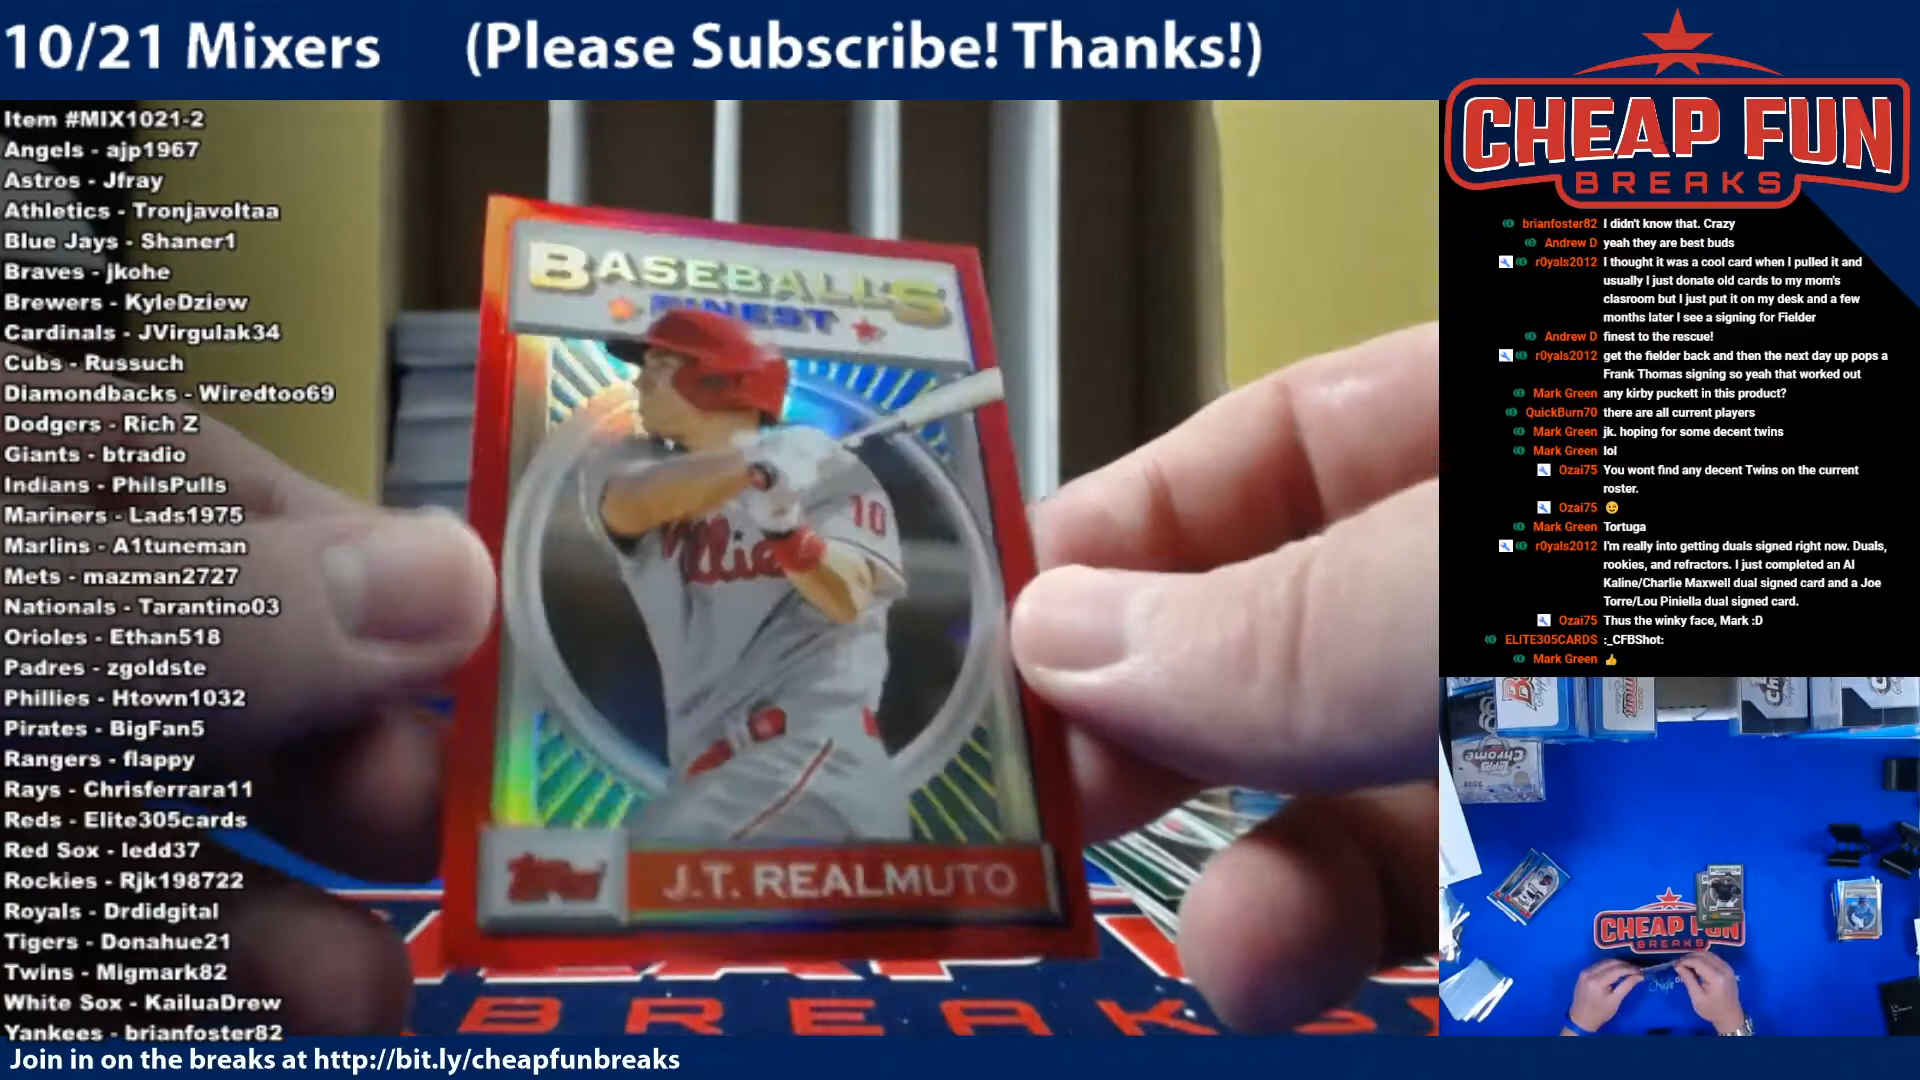 10/21 Mixers (Please Subscribe! Thanks!)
Item #MIX1021-2
Angels - ajp1967
Astros - Jfray
Athletics - Tronjavoltaa
Blue Jays - Shaner1
Braves - jkohe
Brewers - KyleDziew
Cardinals - JVirgulak34
Cubs - Russuch
Diamondbacks - Wiredtoo69
Dodgers - Rich Z
Giants - btradio
Indians - PhilsPulls
Mariners - Lads1975
Marlins - A1tuneman
Mets - mazman2727
Nationals - Tarantino03
Orioles - Ethan518
Padres - zgoldste
Phillies - Htown1032
Pirates - BigFan5
Rangers - flappy
Rays - Chrisferrara11
Reds - Elite305cards
Red Sox - ledd37
Rockies - Rjk198722
Royals - Drdidgital
Tigers - Donahue21
Twins - Migmark82
White Sox - KailuaDrew
Yankees - brianfoster82
Join in on the breaks at http://bit.ly/cheapfunbreaks
BASEBALL'S
FINEST
Phillies
10
Topps
J.T. REALMUTO
BREAKS
CHEAP FUN
BREAKS
brianfoster82 I didn't know that. Crazy
Andrew D yeah they are best buds
r0yals2012 I thought it was a cool card when I pulled it and
usually I just donate old cards to my mom's
clasroom but I just put it on my desk and a few
months later I see a signing for Fielder
Andrew D finest to the rescue!
r0yals2012 get the fielder back and then the next day up pops a
Frank Thomas signing so yeah that worked out
Mark Green any kirby puckett in this product?
QuickBurn70 there are all current players
Mark Green jk. hoping for some decent twins
Mark Green lol
Ozai75 You wont find any decent Twins on the current
roster.
Ozai75 😉
Mark Green Tortuga
r0yals2012 I'm really into getting duals signed right now. Duals,
rookies, and refractors. I just completed an Al
Kaline/Charlie Maxwell dual signed card and a Joe
Torre/Lou Piniella dual signed card.
Ozai75 Thus the winky face, Mark :D
ELITE305CARDS :_CFBShot:
Mark Green 👍
Chrome
CHEAP FUN
BREAKS